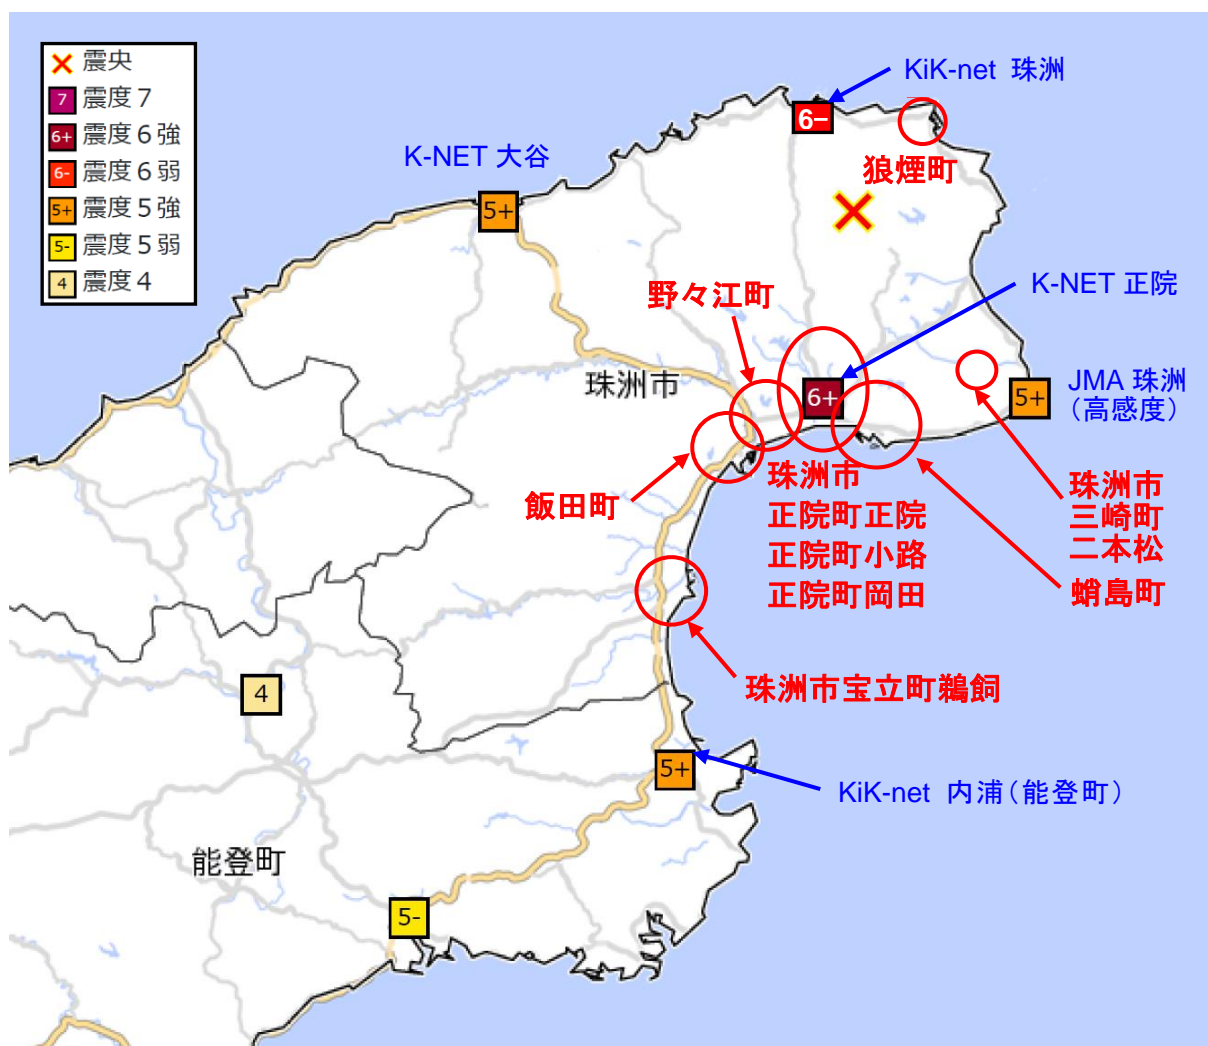 震央
7 震度7
6+ 震度6強
6- 震度6弱
5+ 震度5強
5- 震度5弱
4 震度4
KiK-net 珠洲
6−
狼煙町
K-NET 大谷
5+
野々江町
K-NET 正院
珠洲市
6+
5+
JMA 珠洲
（高感度）
飯田町
珠洲市
正院町正院
正院町小路
正院町岡田
珠洲市
三崎町
二本松
蛸島町
珠洲市宝立町鵜飼
4
5+
KiK-net 内浦（能登町）
能登町
5-